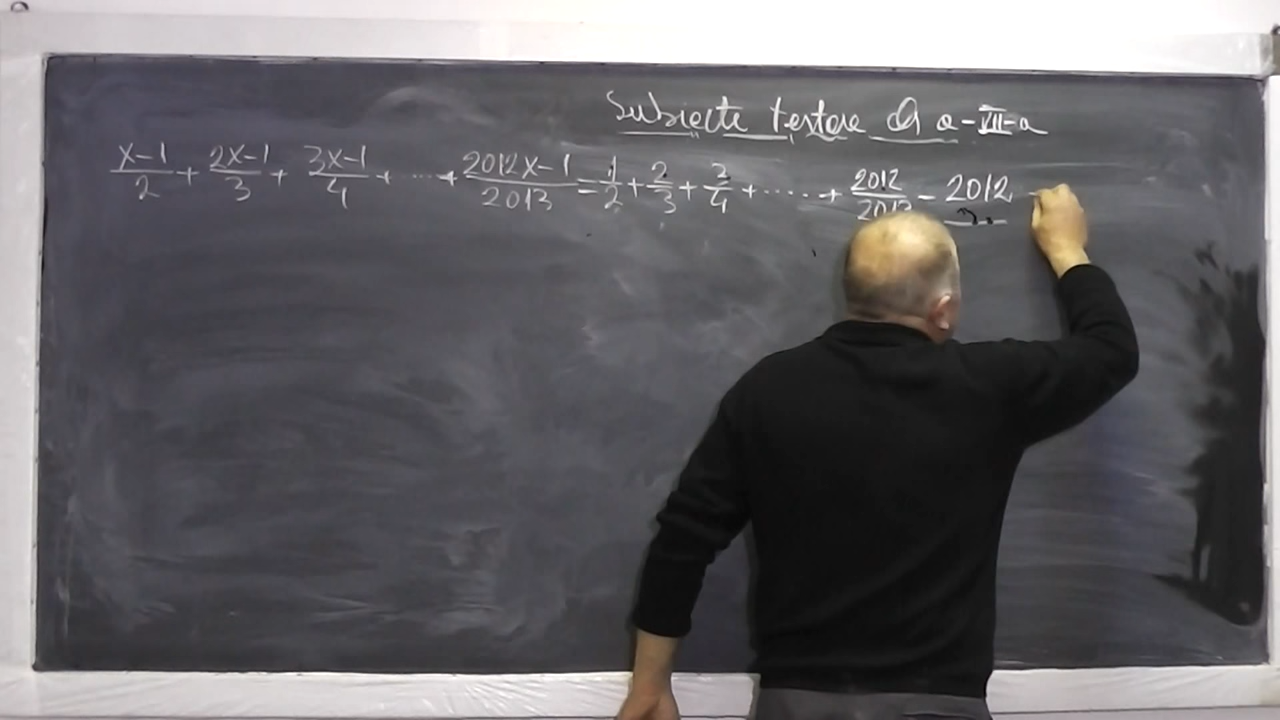 Subiecte testare cls a-VII-a
x-1/2 + 2x-1/3 + 3x-1/4 + ..... + 2012x-1/2013 = 1/2 + 2/3 + 3/4 + ...... + 2012/2013 - 2012